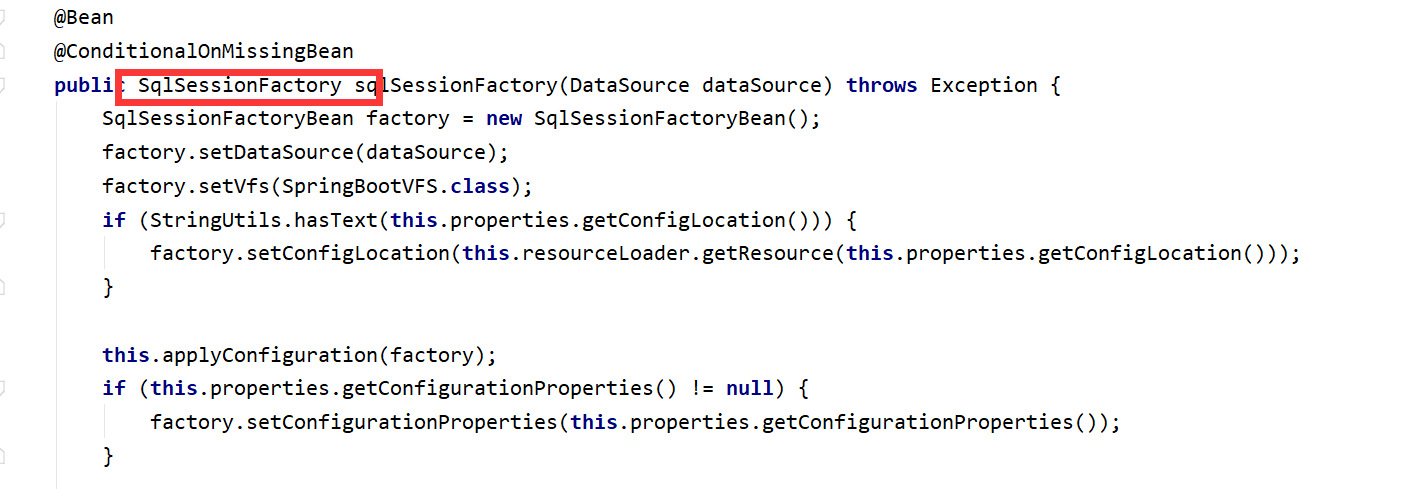 @Bean
@ConditionalOnMissingBean
public SqlSessionFactory sqlSessionFactory(DataSource dataSource) throws Exception {
SqlSessionFactoryBean factory = new SqlSessionFactoryBean();
factory.setDataSource(dataSource);
factory.setVfs(SpringBootVFS.class);
if (StringUtils.hasText(this.properties.getConfigLocation())) {
factory.setConfigLocation(this.resourceLoader.getResource(this.properties.getConfigLocation()));
}
this.applyConfiguration(factory);
if (this.properties.getConfigurationProperties() != null) {
factory.setConfigurationProperties(this.properties.getConfigurationProperties());
}